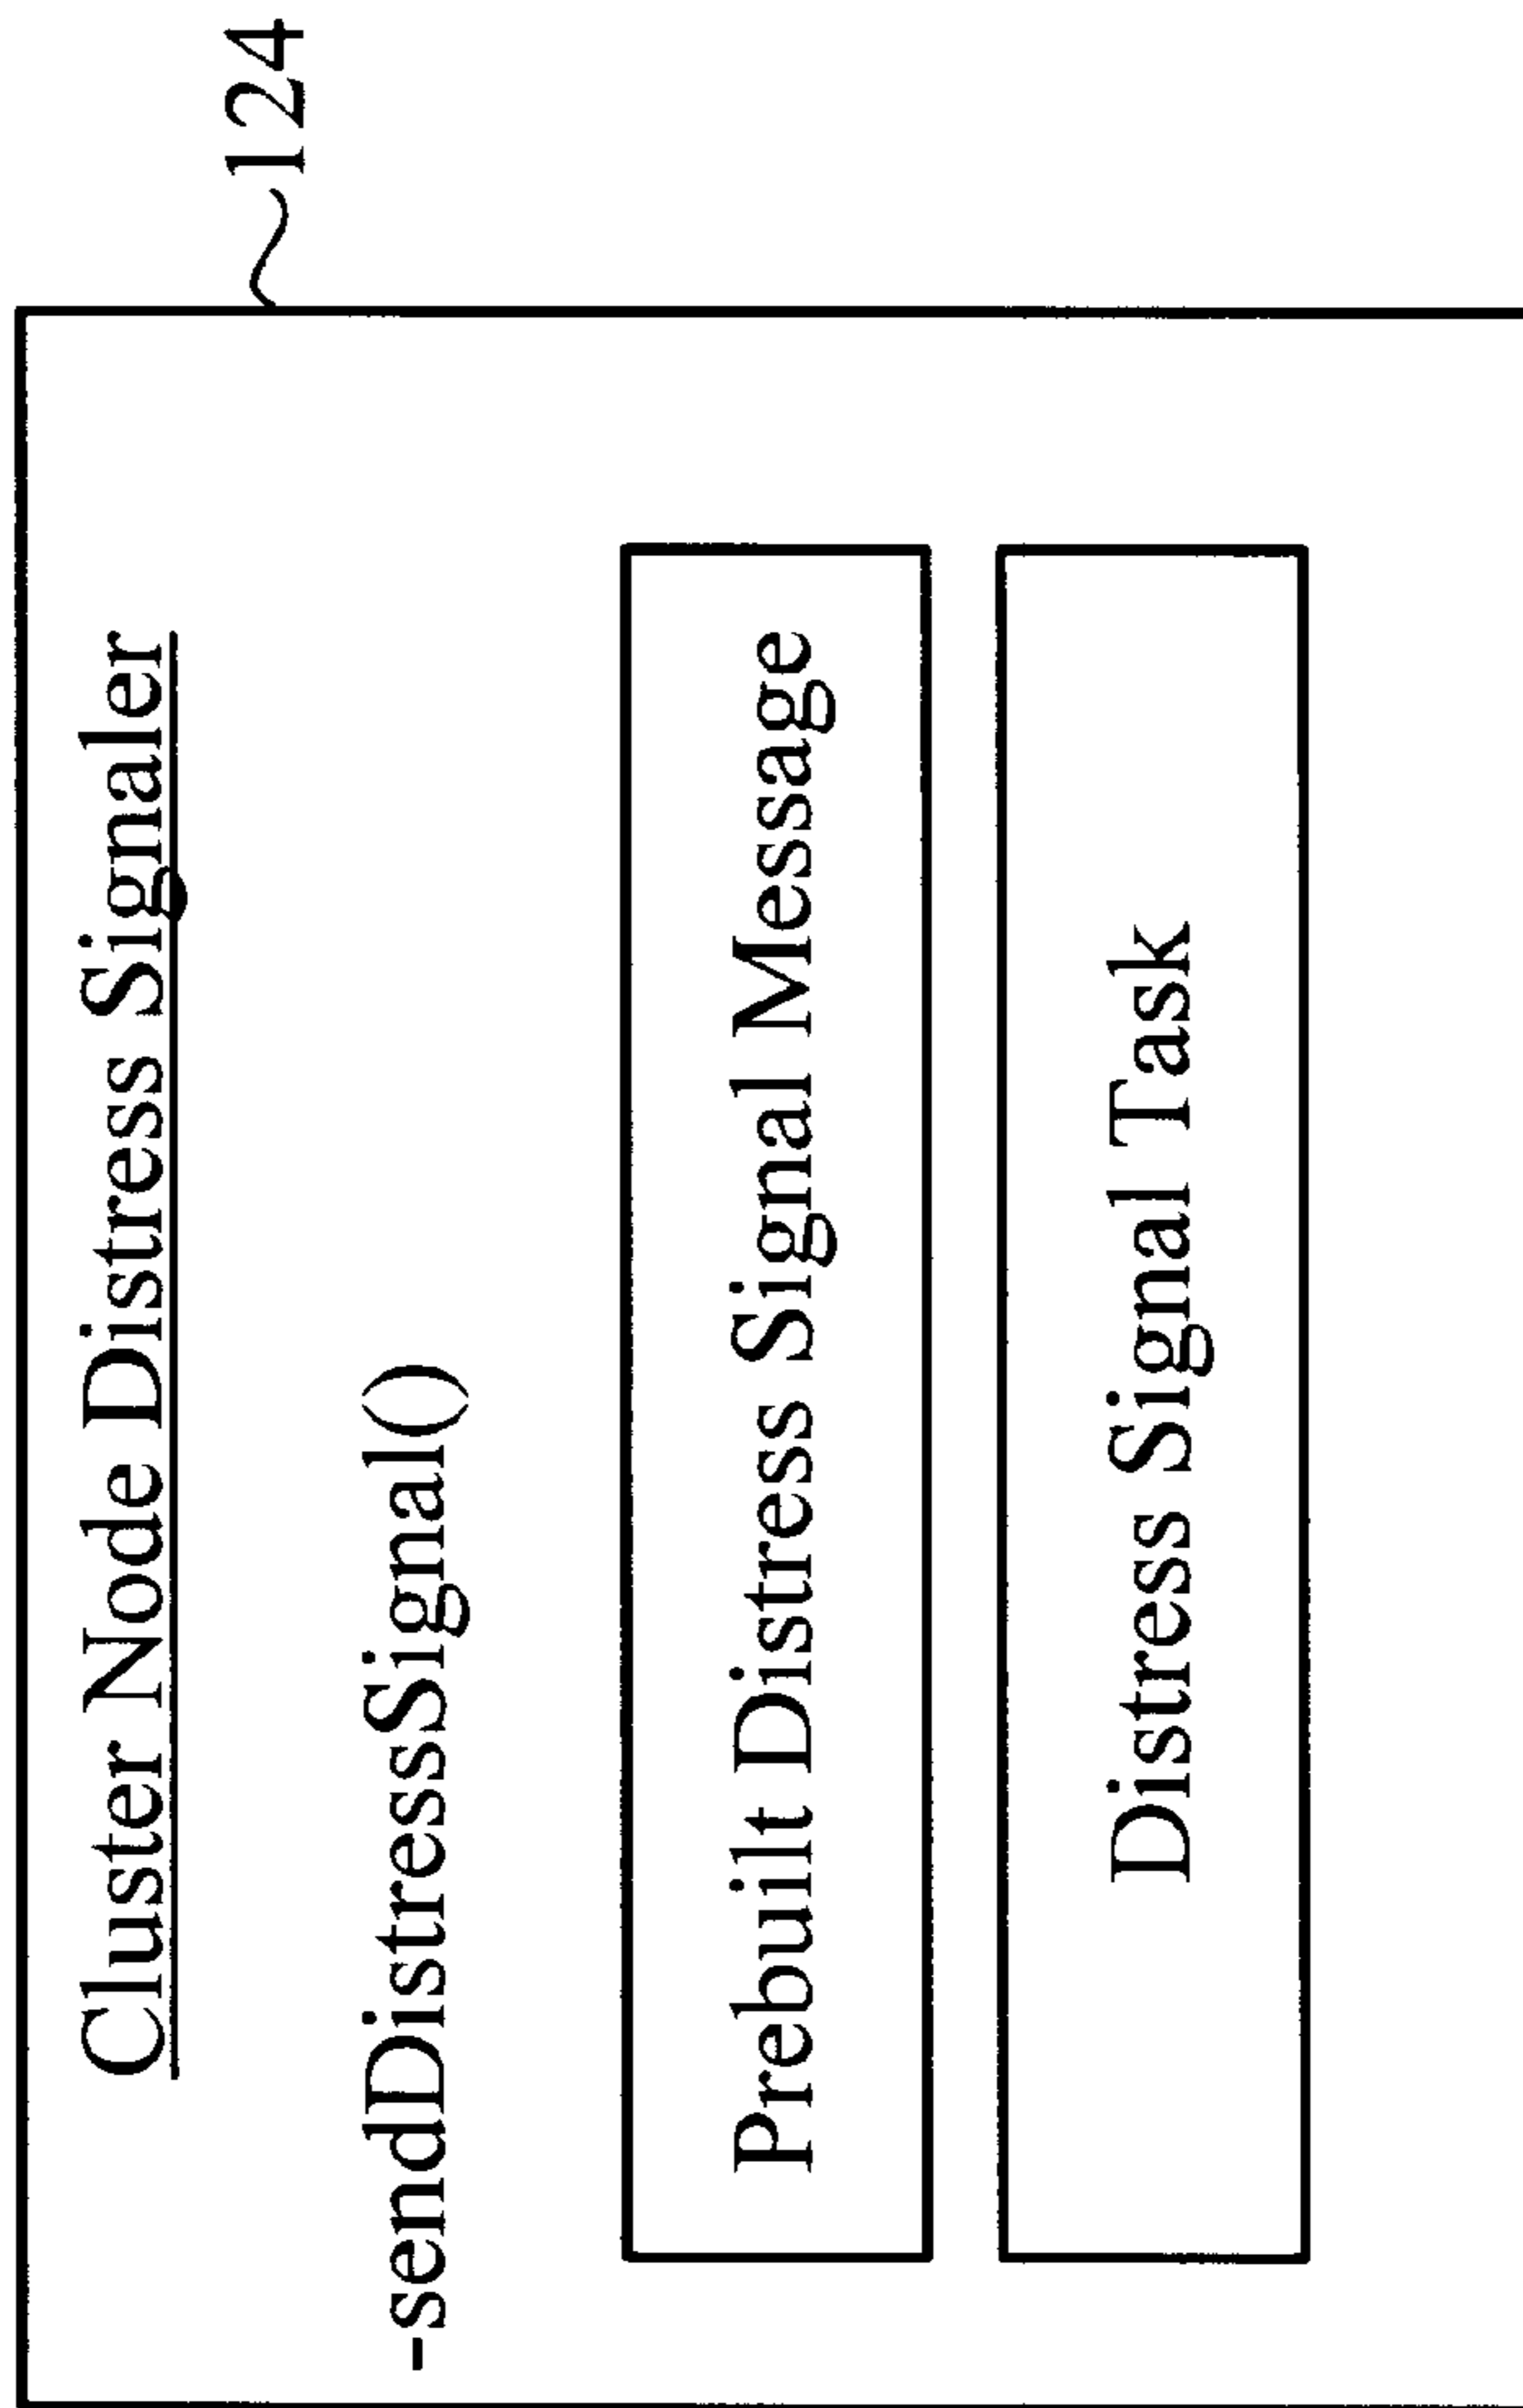 124
Cluster Node Distress Signaler
-sendDistressSignal()
Prebuilt Distress Signal Message
Distress Signal Task